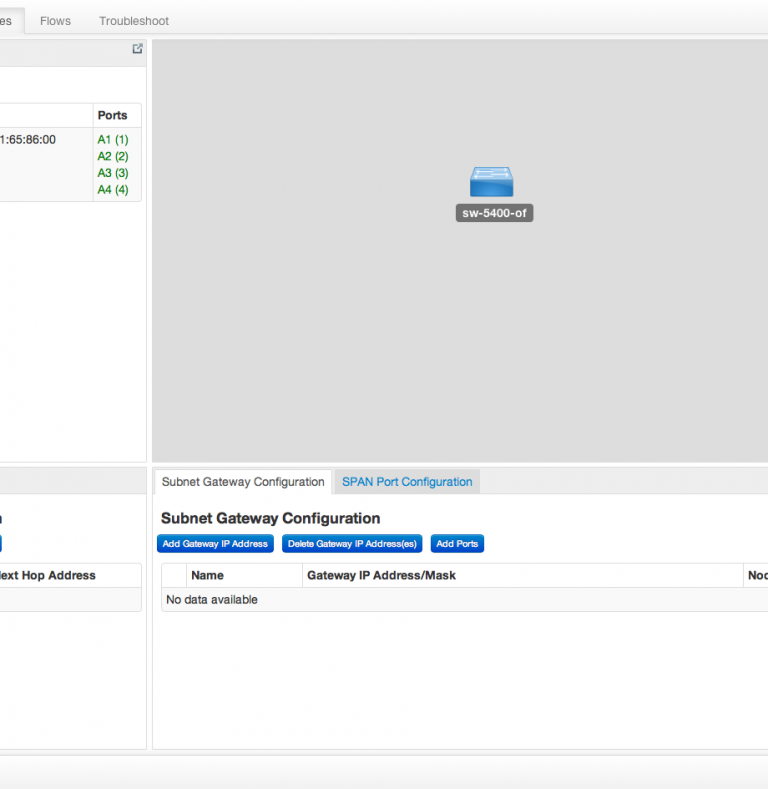 es Flows Troubleshoot
Ports
1:65:86:00 A1 (1)
A2 (2)
A3 (3)
A4 (4)
sw-5400-of
Subnet Gateway Configuration SPAN Port Configuration
Subnet Gateway Configuration
Add Gateway IP Address Delete Gateway IP Address(es) Add Ports
ext Hop Address
Name Gateway IP Address/Mask Noc
No data available